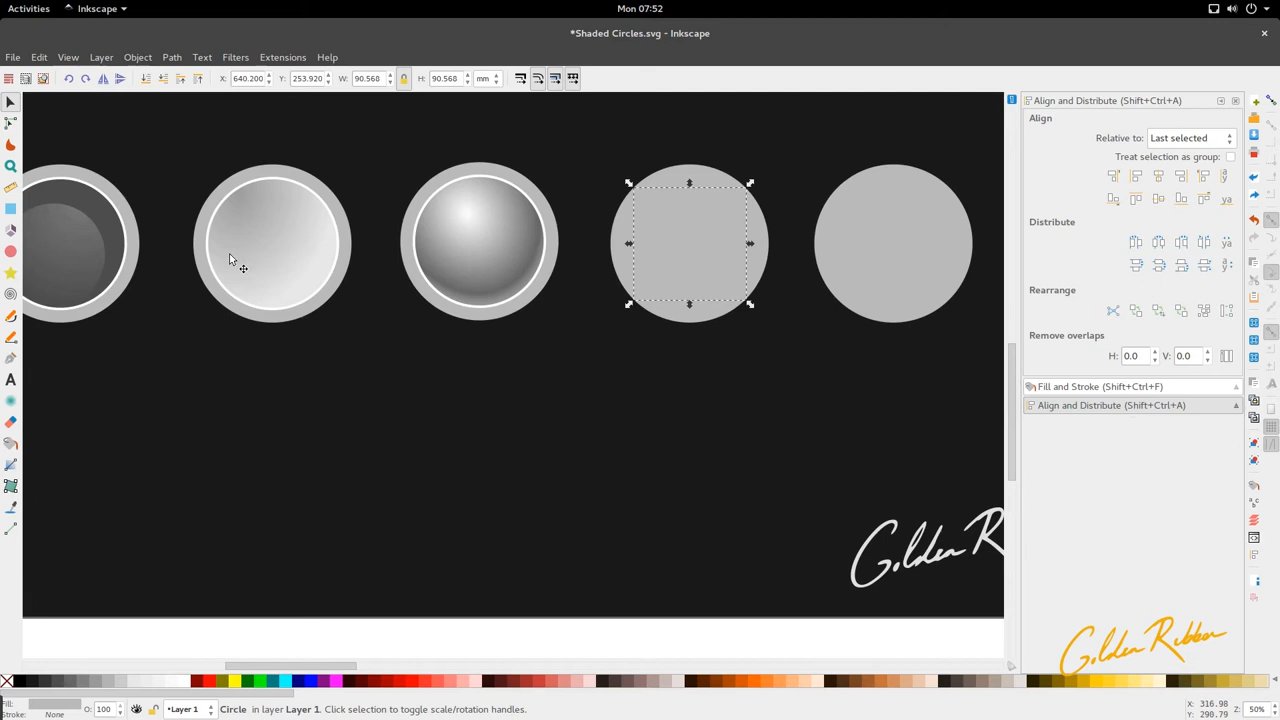 Activities
Inkscape
Mon 07:52
*Shaded Circles.svg - Inkscape
File Edit View Layer Object Path Text Filters Extensions Help
X: 640.200 Y: 253.920 W: 90.568 H: 90.568 mm
Align and Distribute (Shift+Ctrl+A)
Align
Relative to: Last selected
Treat selection as group:
Distribute
Rearrange
Remove overlaps
H: 0.0 V: 0.0
Fill and Stroke (Shift+Ctrl+F)
Align and Distribute (Shift+Ctrl+A)
Golden R
Golden Ribbon
Fill:
Stroke: None
O: 100
•Layer 1
Circle in layer Layer 1. Click selection to toggle scale/rotation handles.
X: 316.98
Y: 290.79
Z: 50%